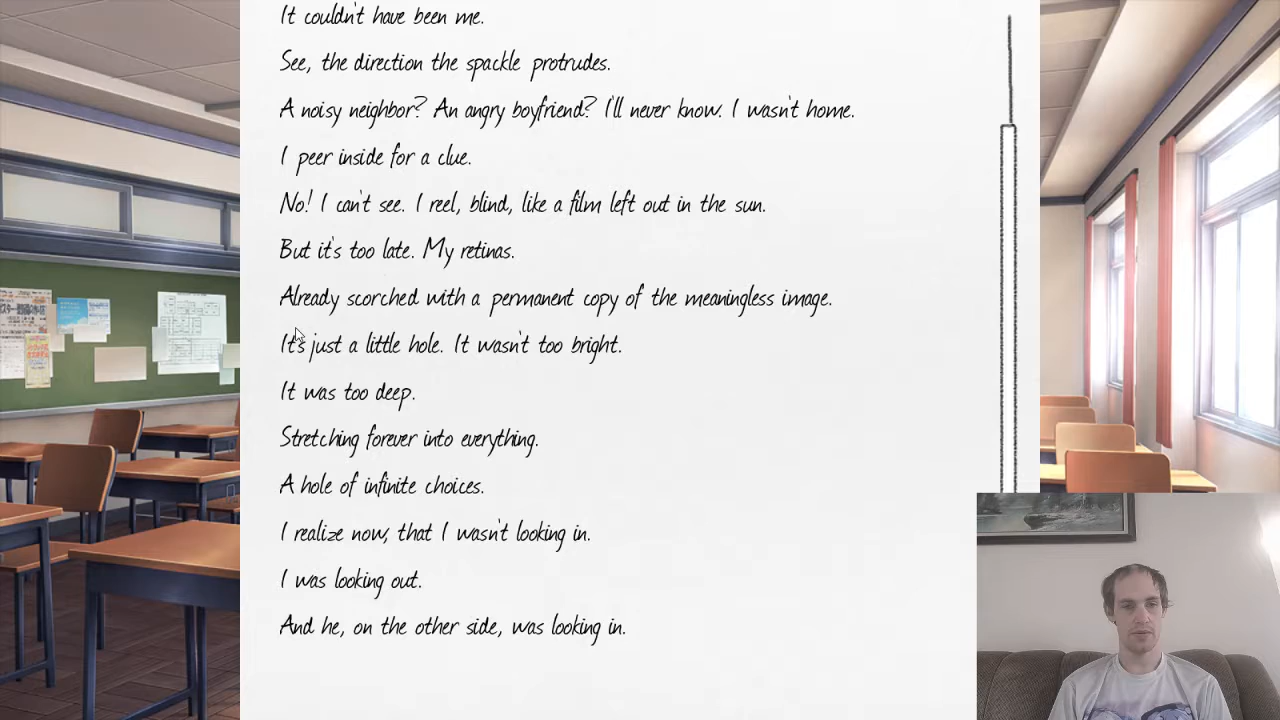 It couldn't have been me.
See, the direction the spackle protrudes.
A noisy neighbor? An angry boyfriend? I'll never know. I wasn't home.
I peer inside for a clue.
No! I can't see. I reel, blind, like a film left out in the sun.
But it's too late. My retinas.
Already scorched with a permanent copy of the meaningless image.
It's just a little hole. It wasn't too bright.
It was too deep.
Stretching forever into everything.
A hole of infinite choices.
I realize now, that I wasn't looking in.
I was looking out.
And he, on the other side, was looking in.